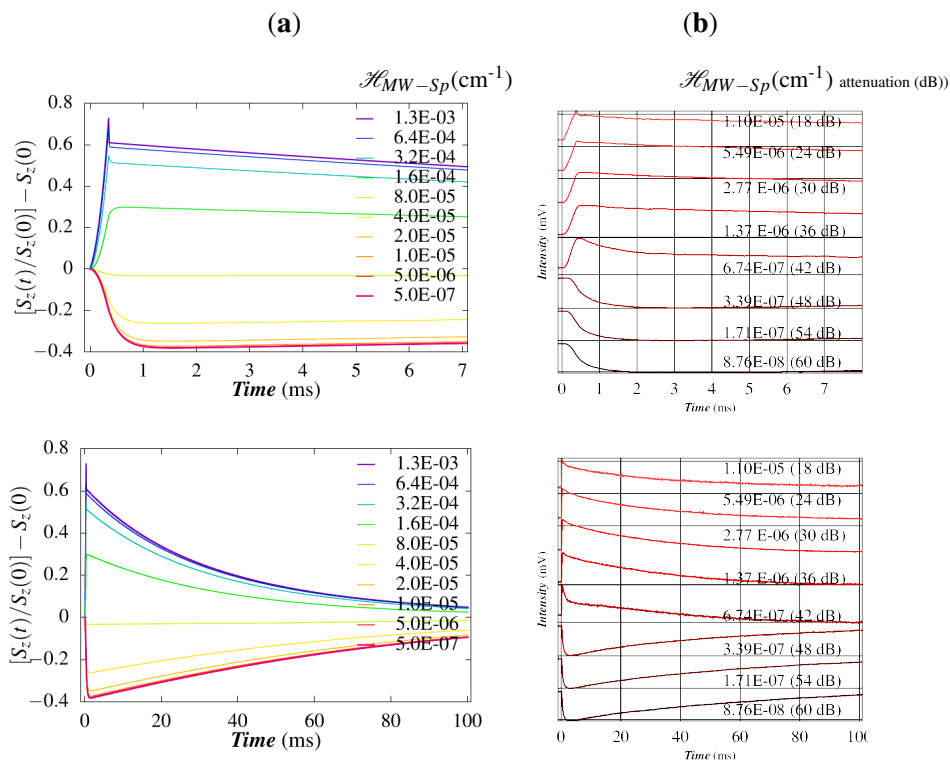 (a)
(b)
ℋMW−Sp(cm-1)
ℋMW−Sp(cm-1) attenuation (dB))
[Sz(t)/Sz(0)] − Sz(0)
0.8
0.6
0.4
0.2
0
−0.2
−0.4
1.3E-03
6.4E-04
3.2E-04
1.6E-04
8.0E-05
4.0E-05
2.0E-05
1.0E-05
5.0E-06
5.0E-07
0 1 2 3 4 5 6 7
Time (ms)
Intensity (mV)
1.10E-05 (18 dB)
5.49E-06 (24 dB)
2.77 E-06 (30 dB)
1.37 E-06 (36 dB)
6.74E-07 (42 dB)
3.39E-07 (48 dB)
1.71E-07 (54 dB)
8.76E-08 (60 dB)
0 1 2 3 4 5 6 7
Time (ms)
[Sz(t)/Sz(0)] − Sz(0)
0.8
0.6
0.4
0.2
0
−0.2
−0.4
1.3E-03
6.4E-04
3.2E-04
1.6E-04
8.0E-05
4.0E-05
2.0E-05
1.0E-05
5.0E-06
5.0E-07
0 20 40 60 80 100
Time (ms)
Intensity (mV)
1.10E-05 (18 dB)
5.49E-06 (24 dB)
2.77 E-06 (30 dB)
1.37 E-06 (36 dB)
6.74E-07 (42 dB)
3.39E-07 (48 dB)
1.71E-07 (54 dB)
8.76E-08 (60 dB)
0 20 40 60 80 100
Time (ms)